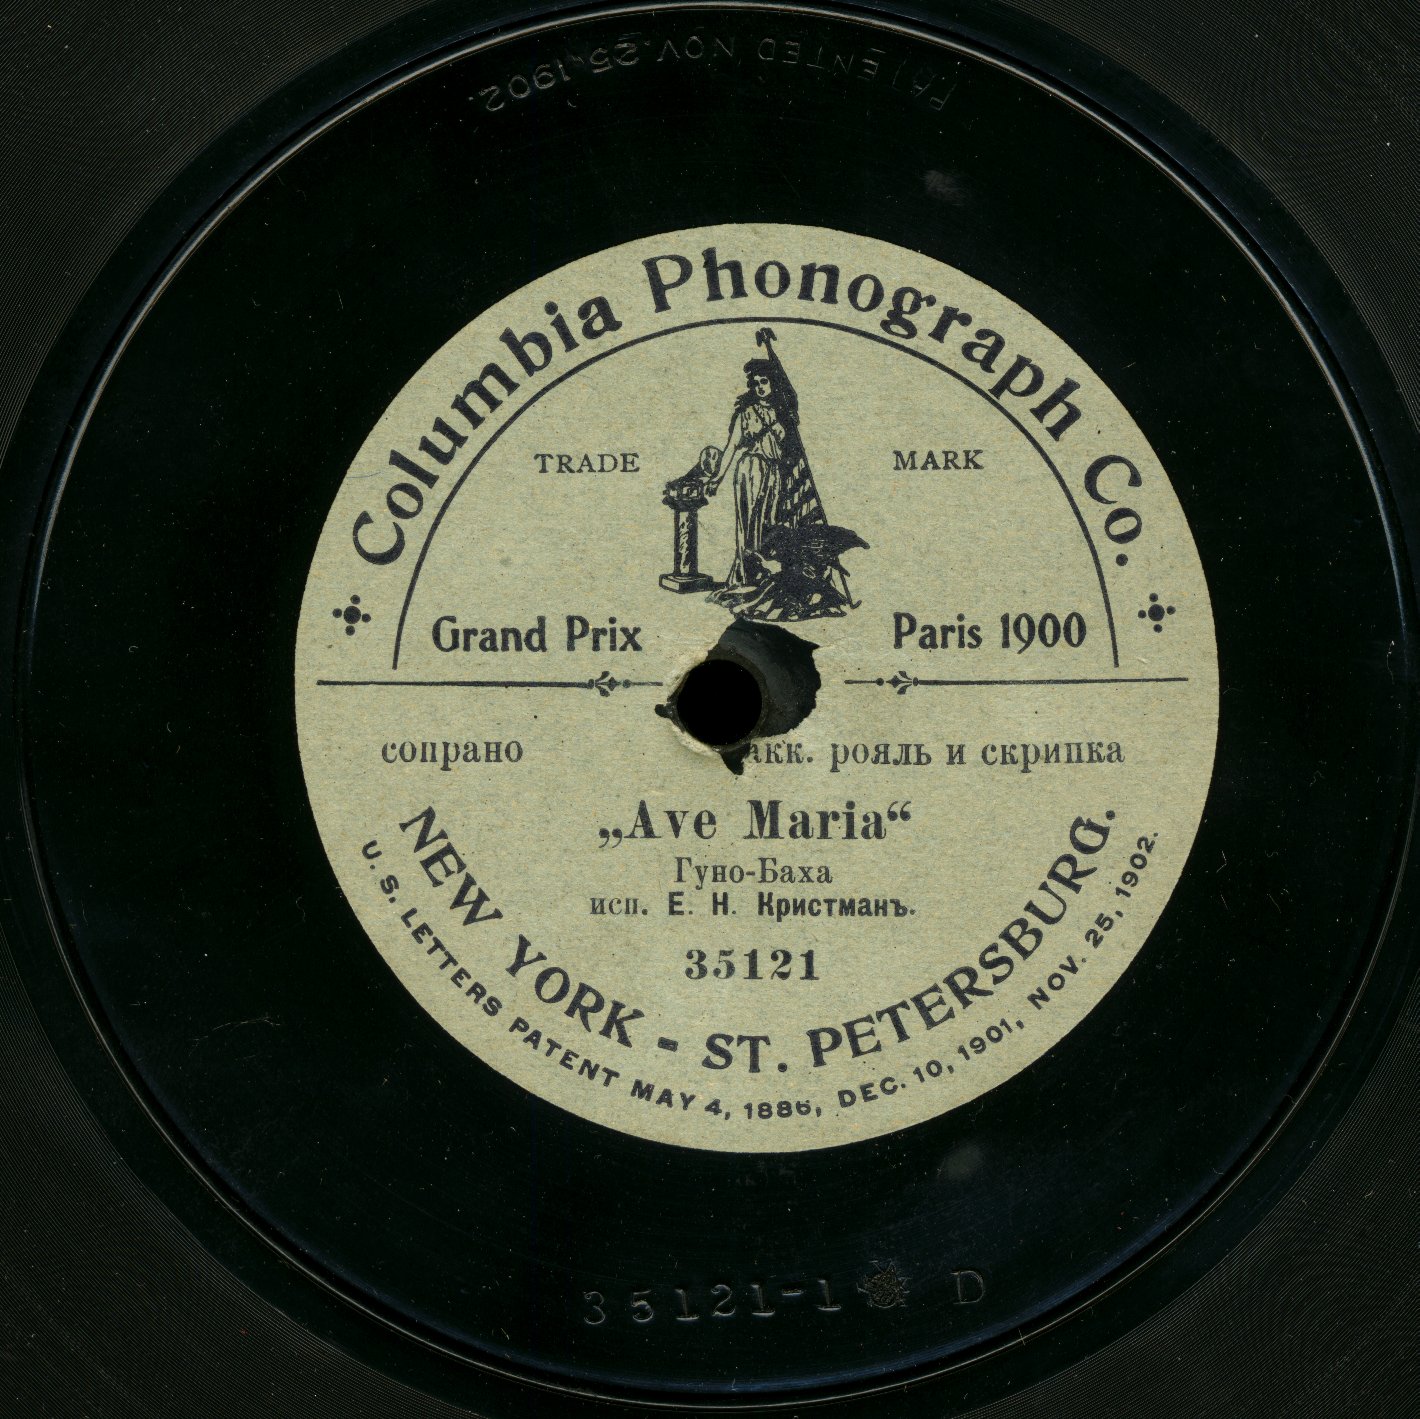 PATENTED NOV. 25, 1902.
Columbia Phonograph Co.
TRADE MARK
Grand Prix Paris 1900
сопрано акк. рояль и скрипка
„Ave Maria“
Гуно-Баха
исп. Е. Н. Кристманъ.
35121
NEW YORK - ST. PETERSBURG.
U. S. LETTERS PATENT MAY 4, 1886, DEC. 10, 1901, NOV. 25, 1902.
35121-1 D